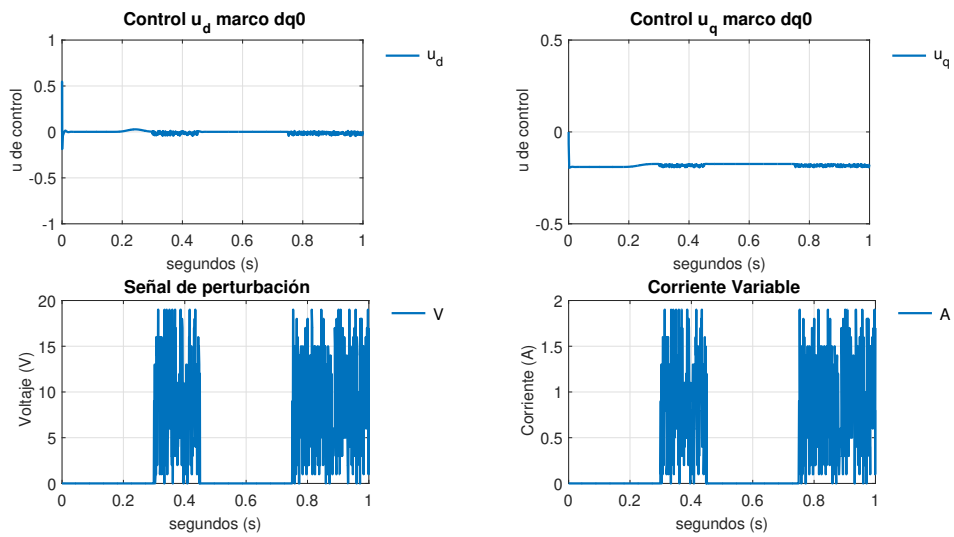 Control u_d marco dq0
u de control
1
0.5
0
-0.5
-1
0 0.2 0.4 0.6 0.8 1
segundos (s)
u_d
Control u_q marco dq0
u de control
0.5
0
-0.5
0 0.2 0.4 0.6 0.8 1
segundos (s)
u_q
Señal de perturbación
Voltaje (V)
20
15
10
5
0
0 0.2 0.4 0.6 0.8 1
segundos (s)
V
Corriente Variable
Corriente (A)
2
1.5
1
0.5
0
0 0.2 0.4 0.6 0.8 1
segundos (s)
A